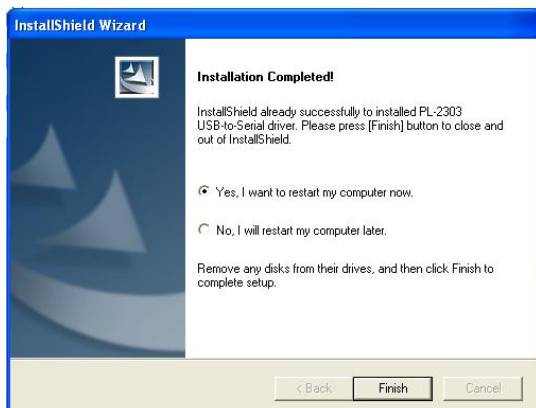 InstallShield Wizard
Installation Completed!
InstallShield already successfully to installed PL-2303
USB-to-Serial driver. Please press [Finish] button to close and
out of InstallShield.
Yes, I want to restart my computer now.
No, I will restart my computer later.
Remove any disks from their drives, and then click Finish to
complete setup.
< Back
Finish
Cancel